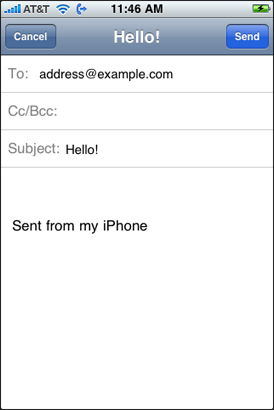 AT&T 11:46 AM
Cancel Hello! Send
To: address@example.com
Cc/Bcc:
Subject: Hello!
Sent from my iPhone